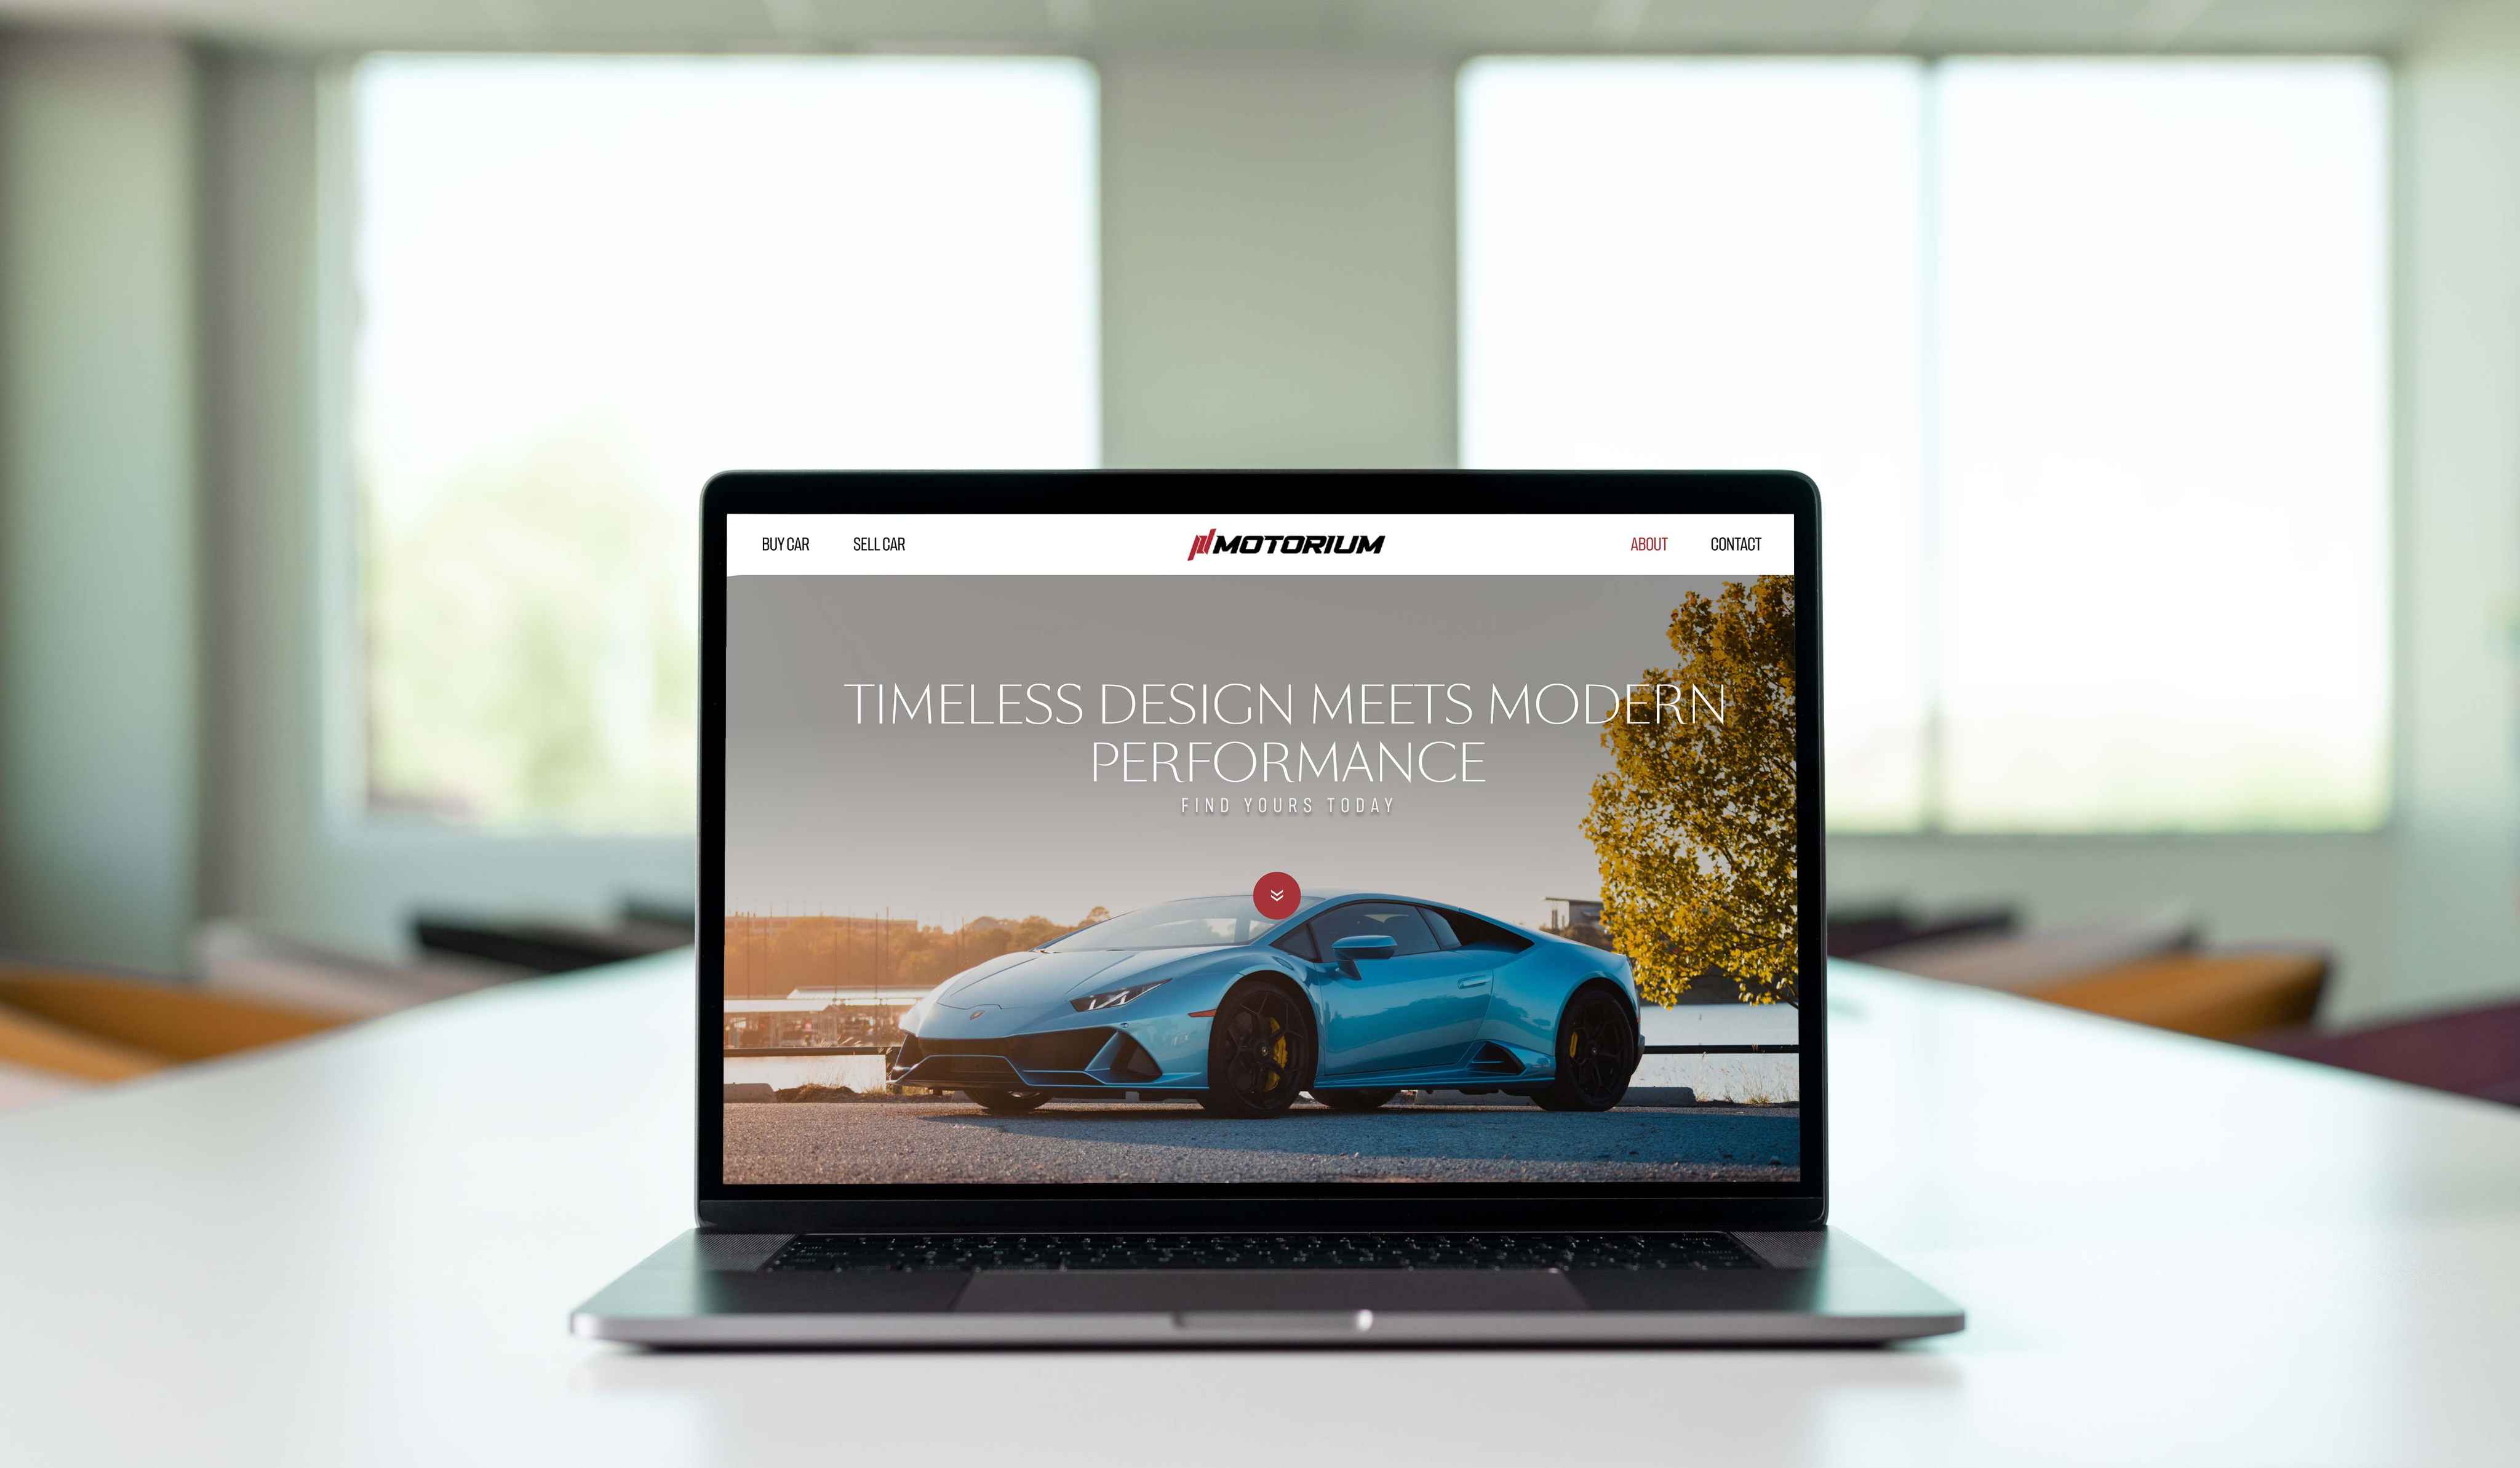 BUY CAR
SELL CAR
MOTORIUM
ABOUT
CONTACT
TIMELESS DESIGN MEETS MODERN
PERFORMANCE
FIND YOURS TODAY